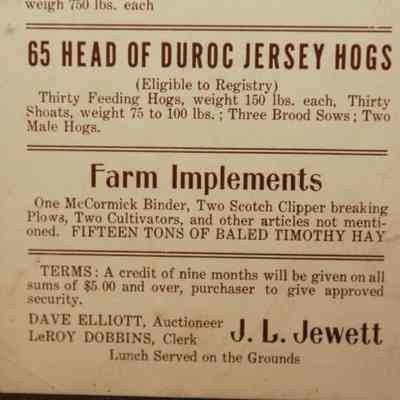 weigh 750 lbs. each
65 HEAD OF DUROC JERSEY HOGS
(Eligible to Registry)
Thirty Feeding Hogs, weight 150 lbs. each, Thirty
Shoats, weight 75 to 100 lbs. ; Three Brood Sows ; Two
Male Hogs.
Farm Implements
One McCormick Binder, Two Scotch Clipper breaking
Plows, Two Cultivators, and other articles not menti-
oned. FIFTEEN TONS OF BALED TIMOTHY HAY
TERMS : A credit of nine months will be given on all
sums of $5.00 and over, purchaser to give approved
security.
DAVE ELLIOTT, Auctioneer
LeROY DOBBINS, Clerk
J. L. Jewett
Lunch Served on the Grounds